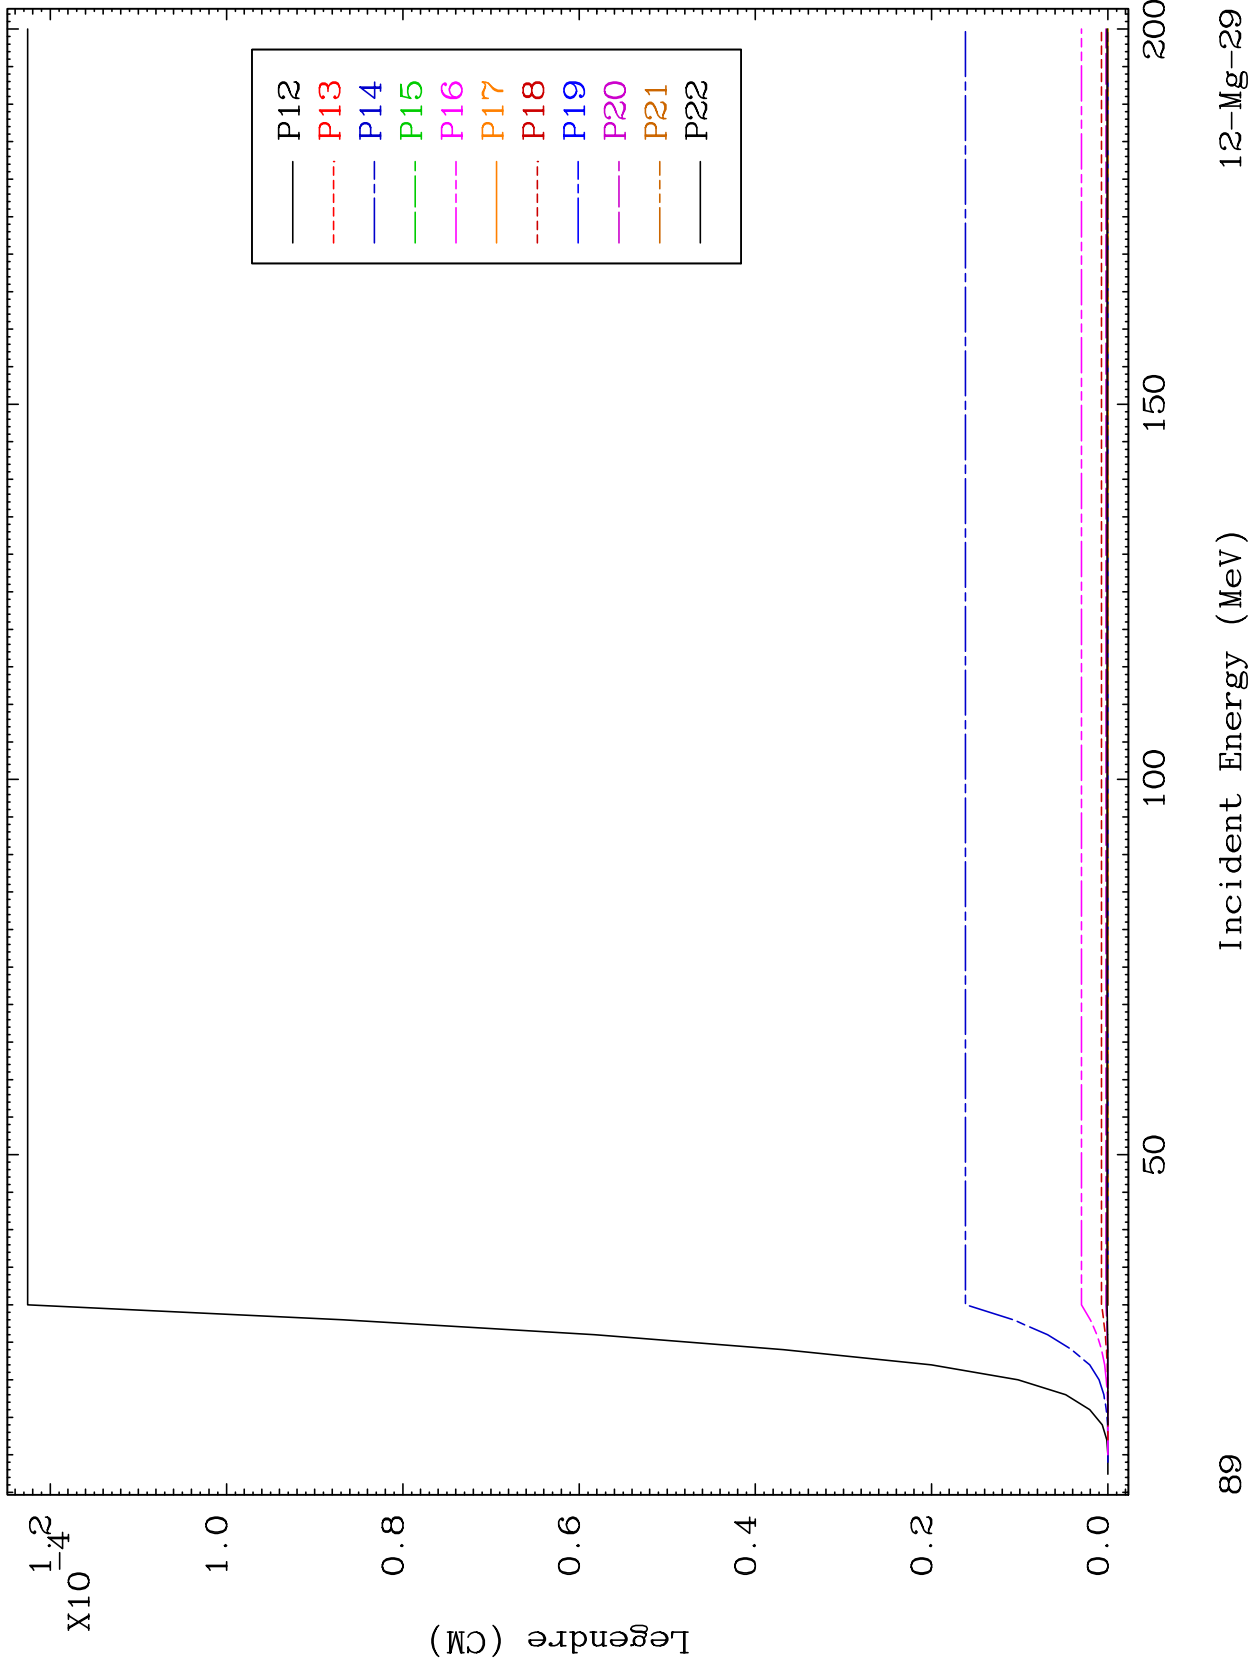 X10
-4
1.2
1.0
0.8
0.6
0.4
0.2
0.0
Legendre (CM)
P12
P13
P14
P15
P16
P17
P18
P19
P20
P21
P22
50
100
150
200
Incident Energy (MeV)
89
12-Mg-29